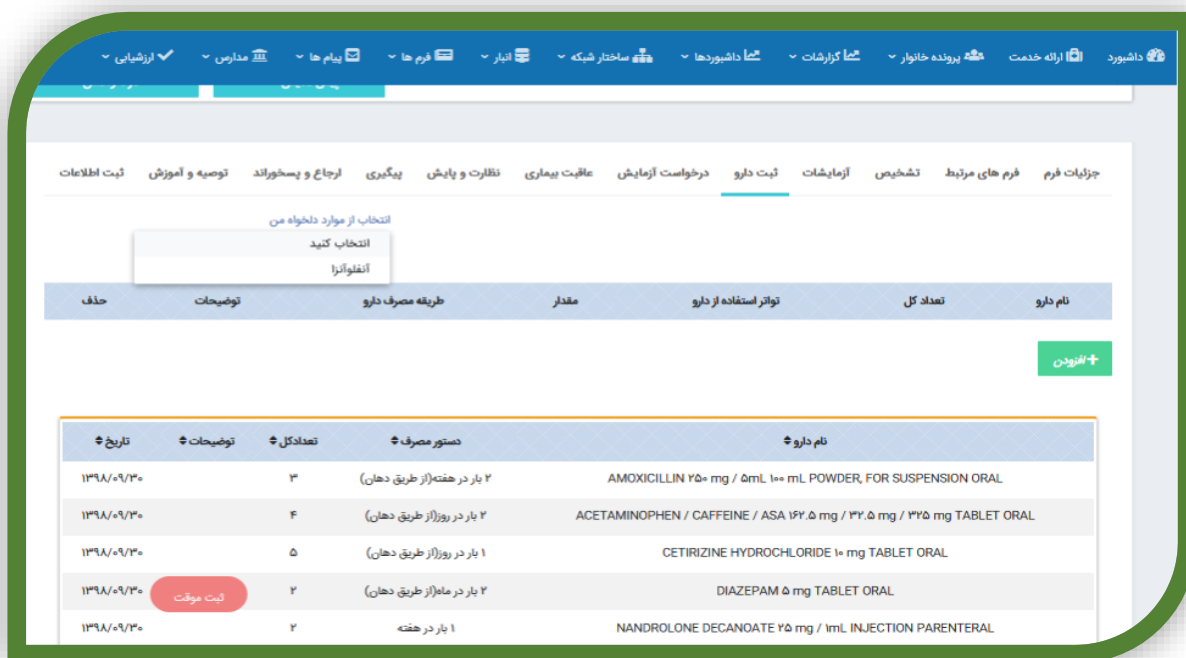 داشبورد ارائه خدمت پرونده خانوار گزارشات داشبوردها ساختار شبکه انبار فرم ها پیام ها مدارس ارزشیابی
جزئیات فرم فرم های مرتبط تشخیص آزمایشات ثبت دارو درخواست آزمایش عاقبت بیماری نظارت و پایش پیگیری ارجاع و پسخوراند توصیه و آموزش ثبت اطلاعات
انتخاب از موارد دلخواه من
انتخاب کنید
آنفلوآنزا
نام دارو تعداد کل تواتر استفاده از دارو مقدار طریقه مصرف دارو توضیحات حذف
+افزودن
نام دارو دستور مصرف تعدادکل توضیحات تاریخ
AMOXICILLIN ۲۵۰ mg / ۵mL ۱۰۰ mL POWDER, FOR SUSPENSION ORAL ۲ بار در هفته(از طریق دهان) ۳ ۱۳۹۸/۰۹/۳۰
ACETAMINOPHEN / CAFFEINE / ASA ۱۶۲.۵ mg / ۳۲.۵ mg / ۳۲۵ mg TABLET ORAL ۲ بار در روز(از طریق دهان) ۴ ۱۳۹۸/۰۹/۳۰
CETIRIZINE HYDROCHLORIDE ۱۰ mg TABLET ORAL ۱ بار در روز(از طریق دهان) ۵ ۱۳۹۸/۰۹/۳۰
DIAZEPAM ۵ mg TABLET ORAL ۲ بار در ماه(از طریق دهان) ۲ ثبت موقت ۱۳۹۸/۰۹/۳۰
NANDROLONE DECANOATE ۲۵ mg / ۱mL INJECTION PARENTERAL ۱ بار در هفته ۲ ۱۳۹۸/۰۹/۳۰